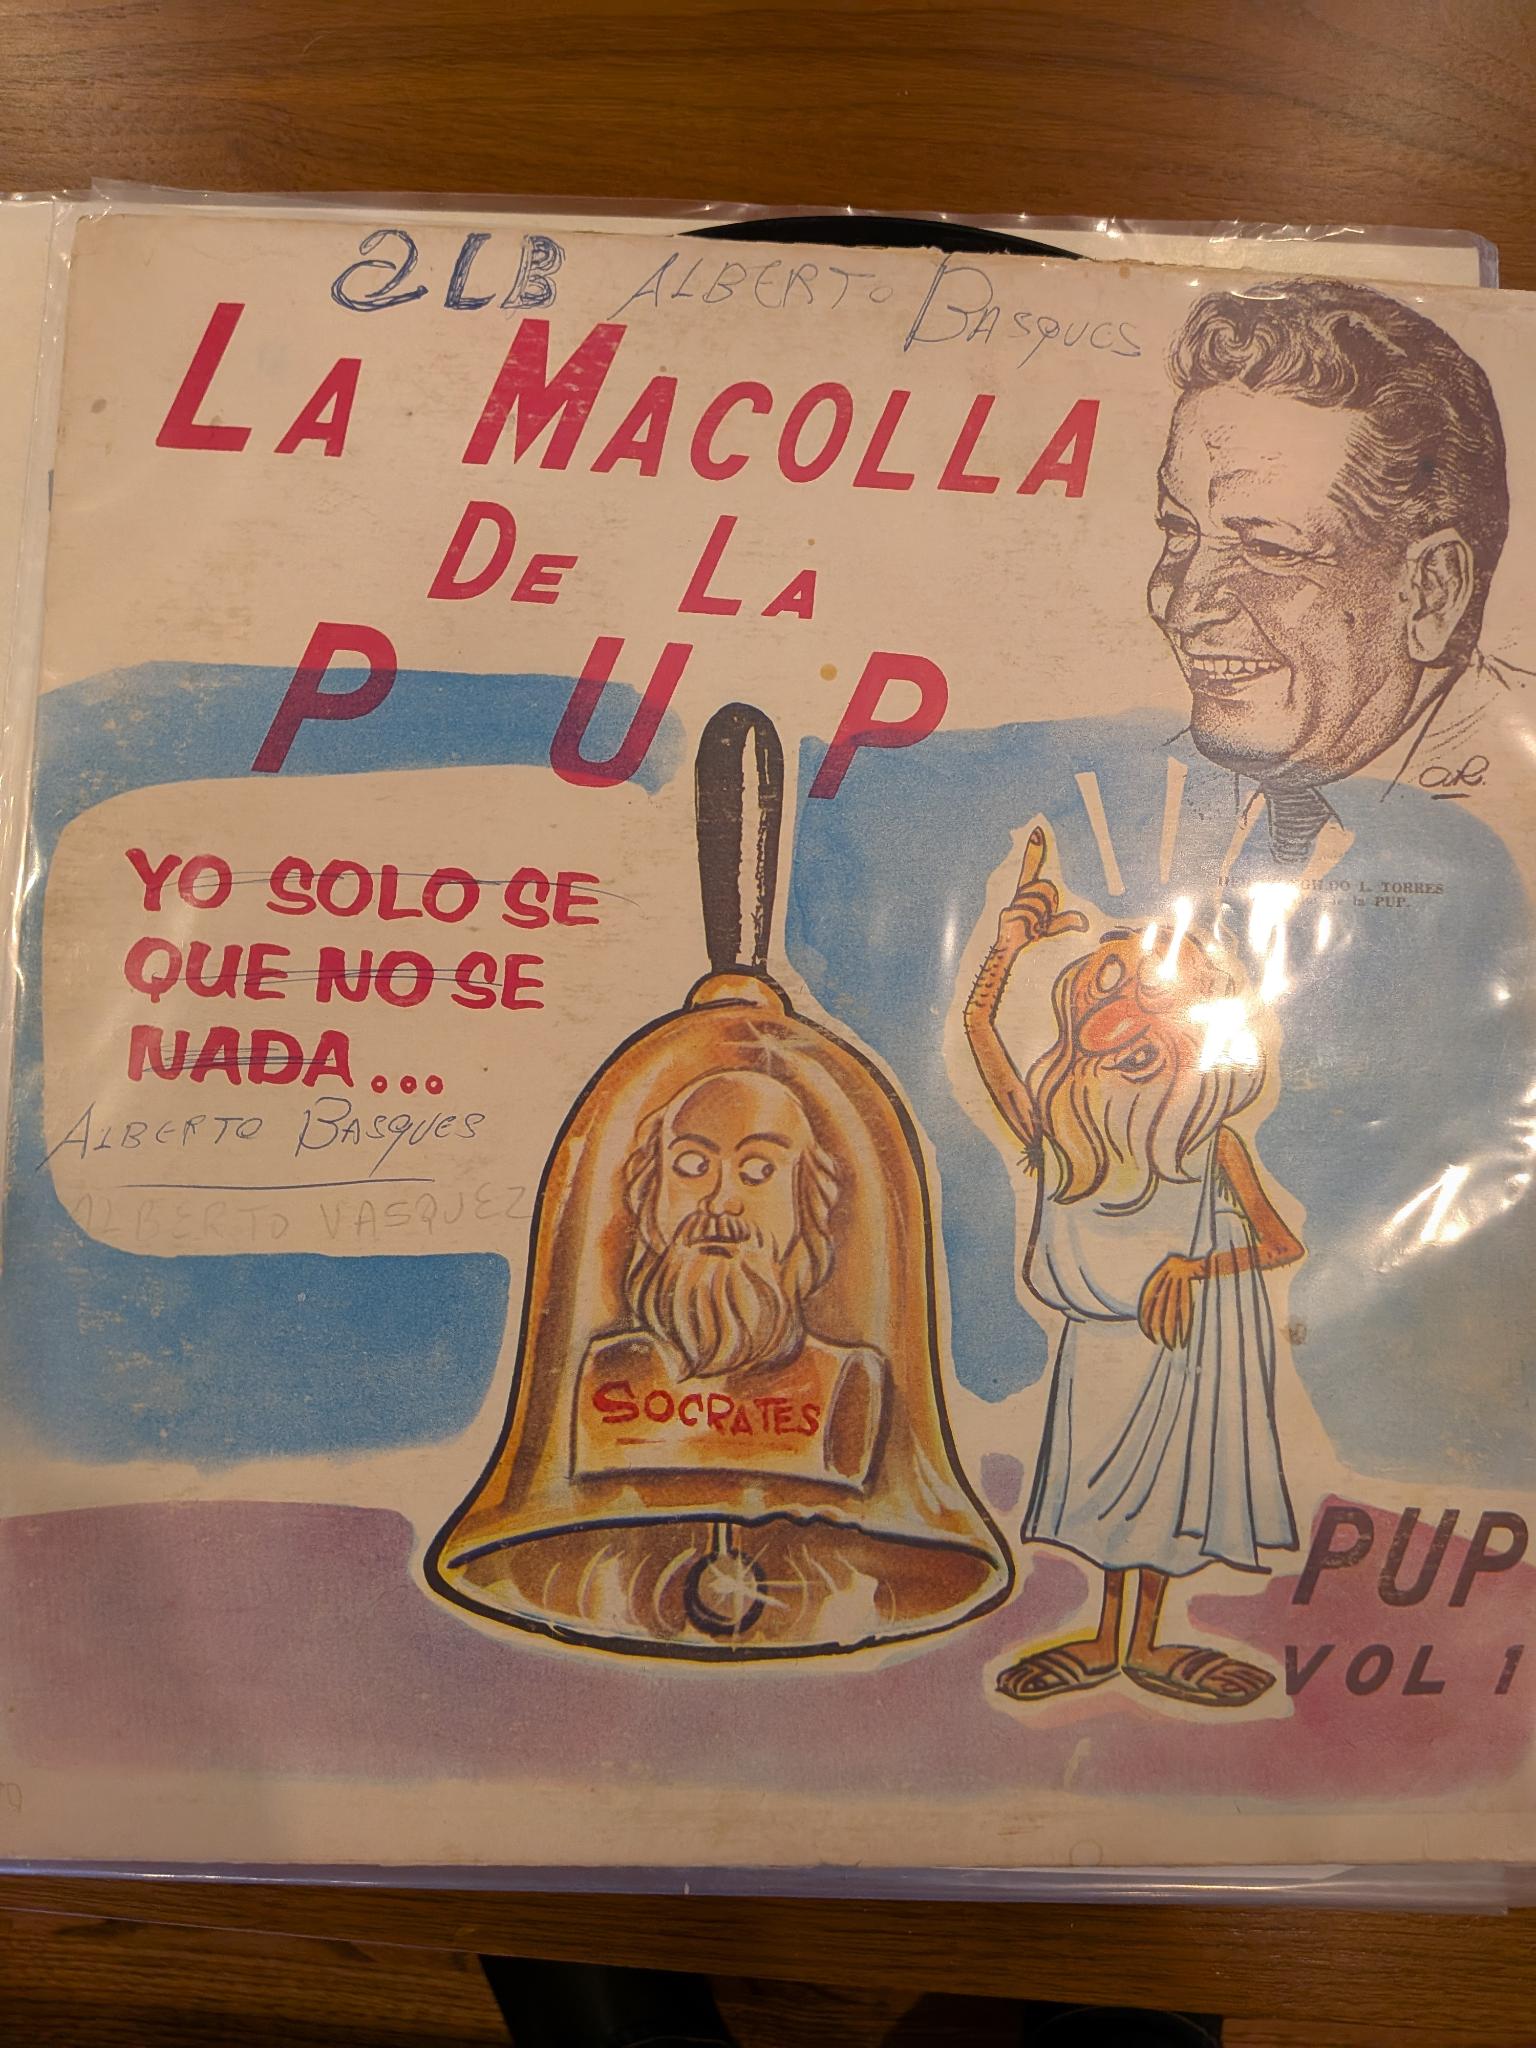 ALB ALBERTO BASQUES
LA MACOLLA
DE LA
PUP
YO SOLO SE
QUE NO SE
NADA...
ALBERTO BASQUES
ALBERTO VASQUEZ
a.R.
L. TORRES
de la PUP.
SOCRATES
PUP
VOL 1